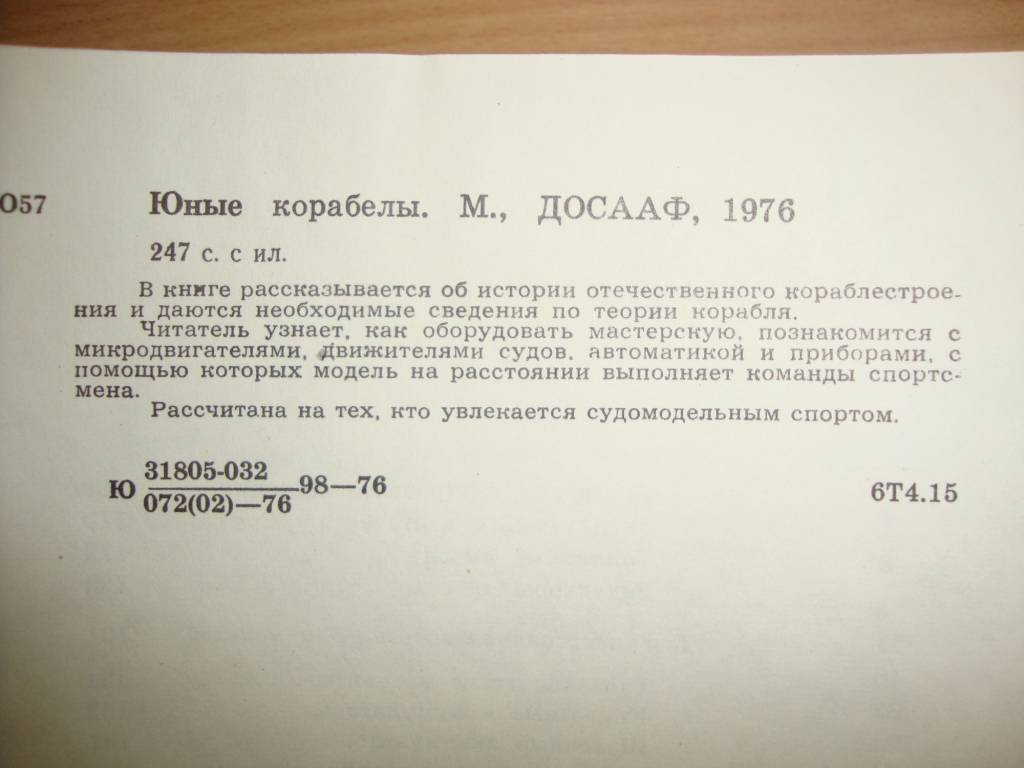 Ю57 Юные корабелы. М., ДОСААФ, 1976
247 с. с ил.
В книге рассказывается об истории отечественного кораблестрое-
ния и даются необходимые сведения по теории корабля.
Читатель узнает, как оборудовать мастерскую, познакомится с
микродвигателями, движителями судов, автоматикой и приборами, с
помощью которых модель на расстоянии выполняет команды спортс-
мена.
Рассчитана на тех, кто увлекается судомодельным спортом.
31805-032
Ю 98—76 6Т4.15
072(02)—76